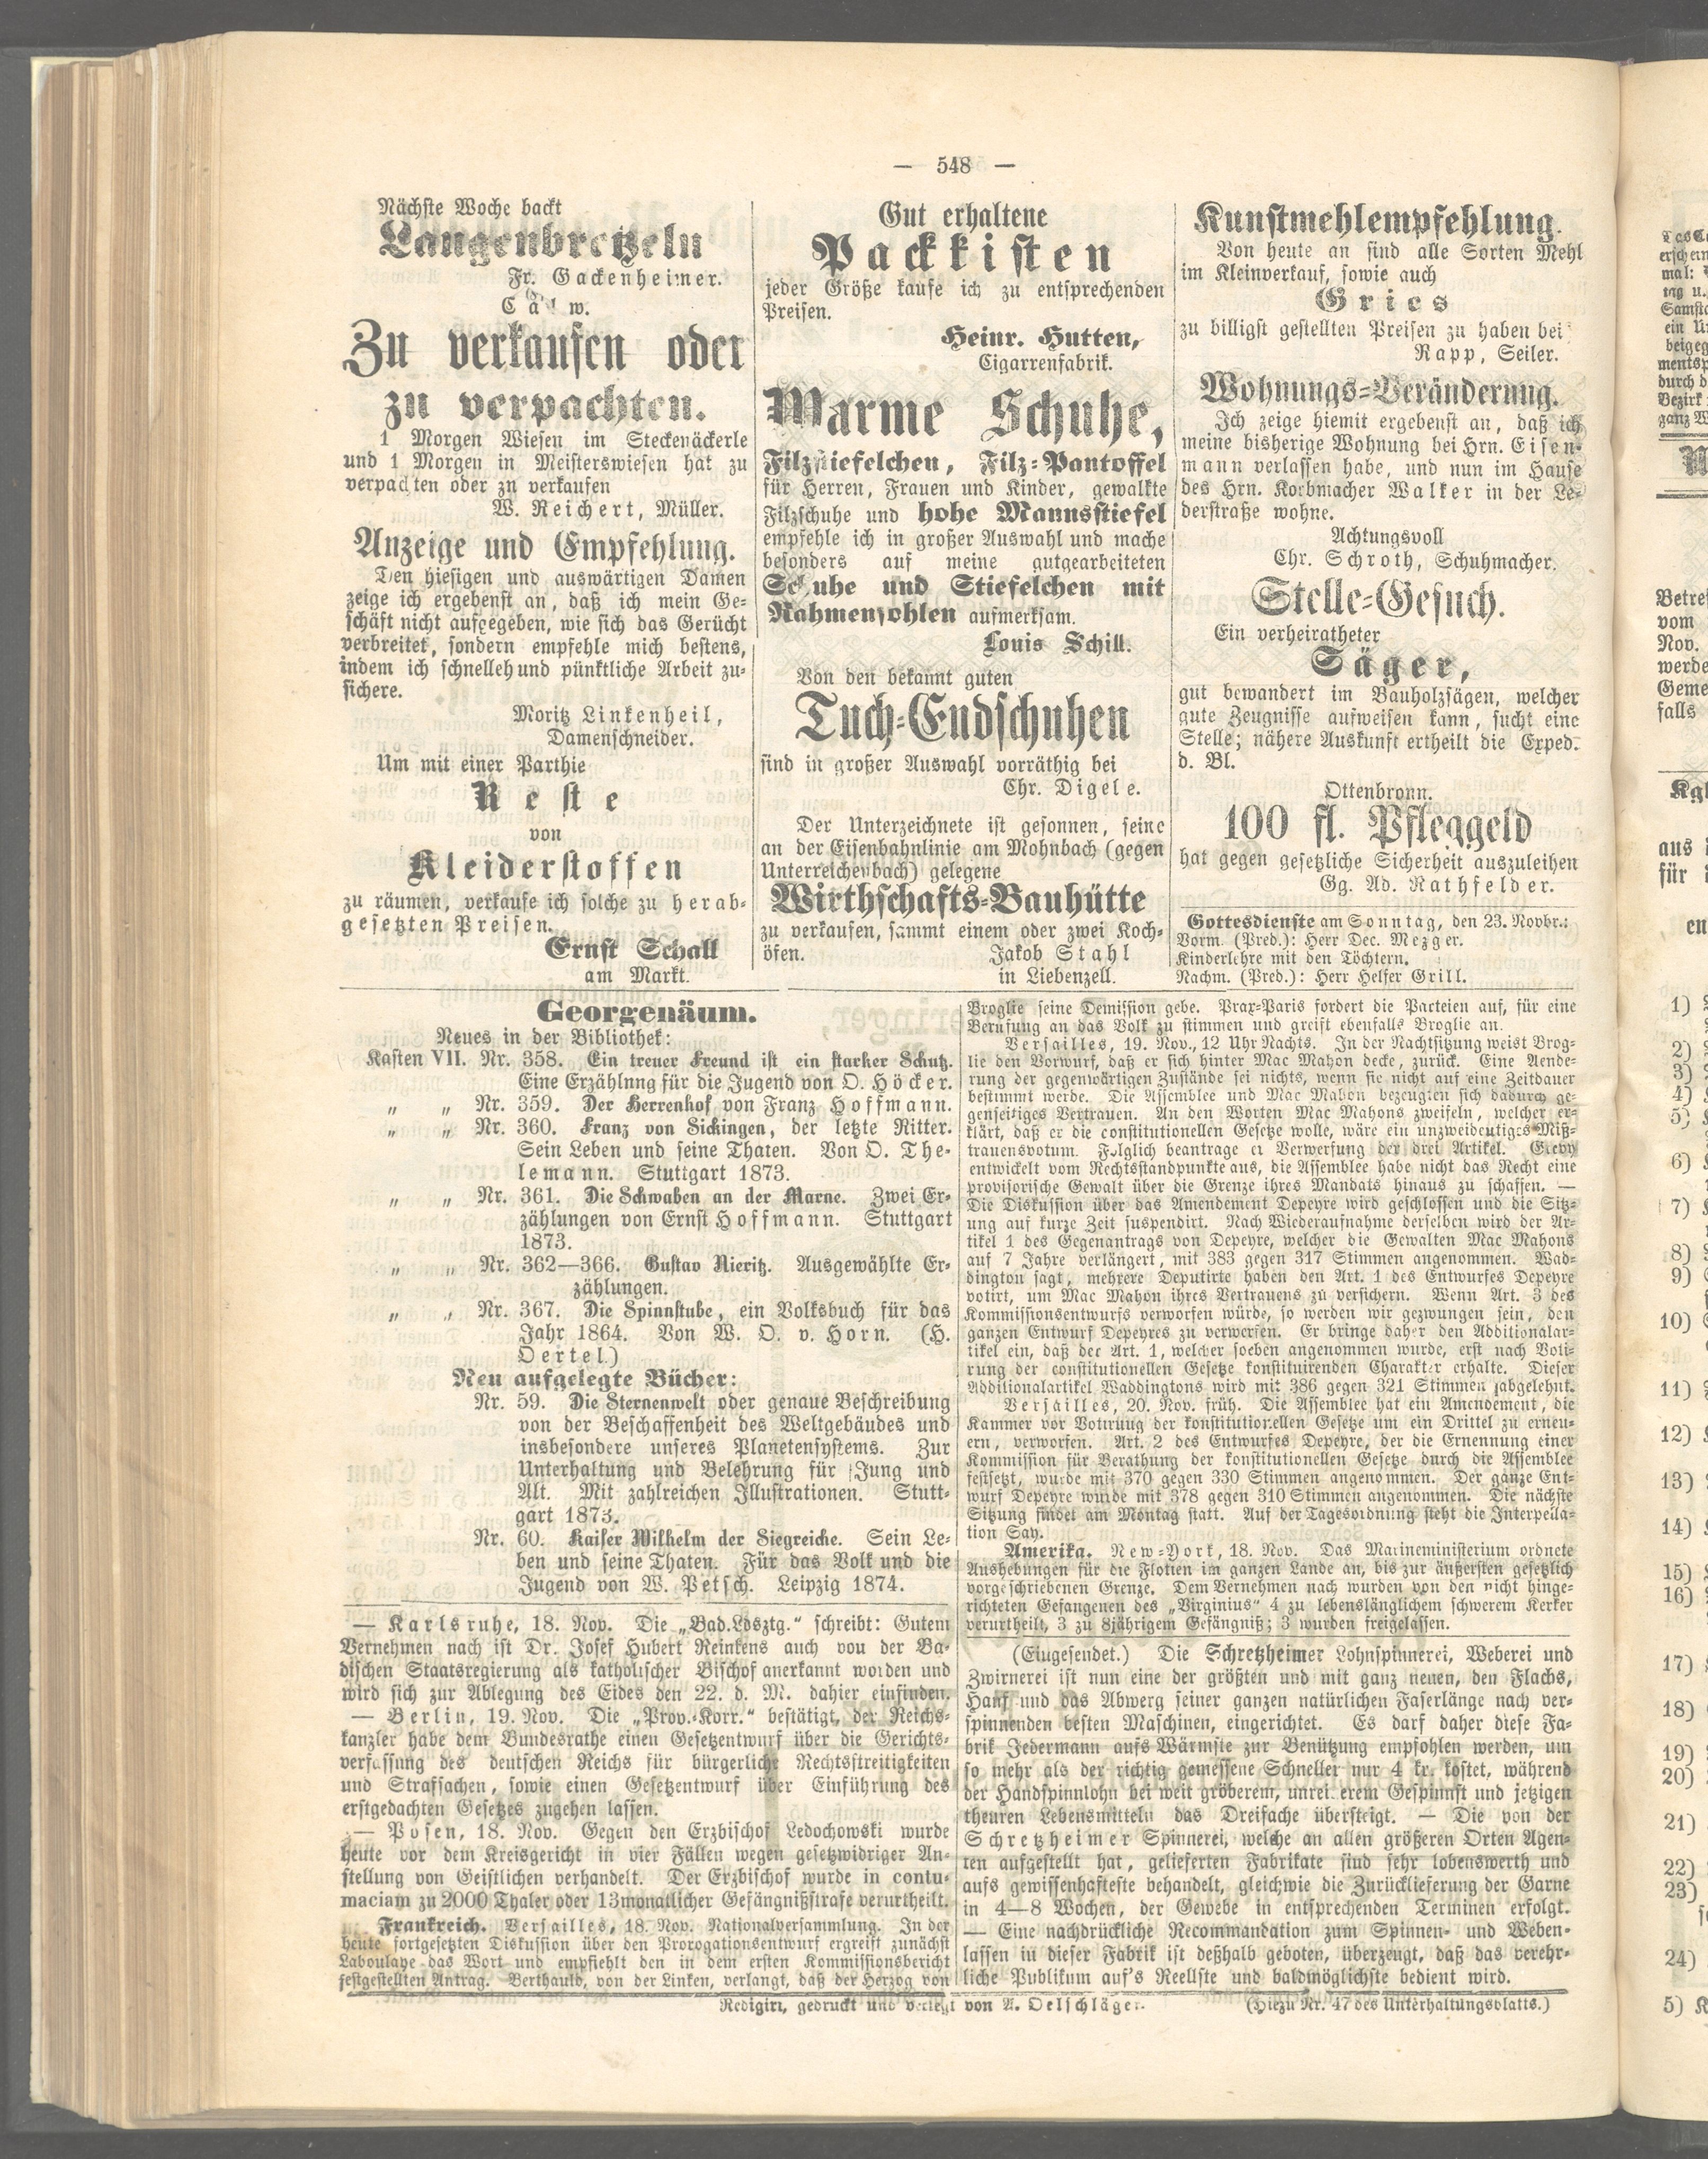 — 548 —
Nächste Woche backt
Langenbretzeln
Fr. Gackenheimer.
Calw.
Zu verkaufen oder
zu verpachten.
1 Morgen Wiesen im Steckenäckerle
und 1 Morgen in Meisterswiesen hat zu
verpachten oder zu verkaufen
W. Reichert, Müller.
Anzeige und Empfehlung.
Den hiesigen und auswärtigen Damen
zeige ich ergebenst an, daß ich mein Ge-
schäft nicht aufgegeben, wie sich das Gerücht
verbreitet, sondern empfehle mich bestens,
indem ich schnelle und pünktliche Arbeit zu-
sichere.
Moritz Linkenheil,
Damenschneider.
Um mit einer Parthie
Reste
von
Kleiderstoffen
zu räumen, verkaufe ich solche zu herab-
gesetzten Preisen.
Ernst Schall
am Markt.
Gut erhaltene
Packkisten
jeder Größe kaufe ich zu entsprechenden
Preisen.
Heinr. Hutten,
Cigarrenfabrik.
Warme Schuhe,
Filzstiefelchen, Filz-Pantoffel
für Herren, Frauen und Kinder, gewalkte
Filzschuhe und hohe Mannsstiefel
empfehle ich in großer Auswahl und mache
besonders auf meine gutgearbeiteten
Schuhe und Stiefelchen mit
Rahmensohlen aufmerksam.
Louis Schill.
Von den bekannt guten
Tuch-Endschuhen
sind in großer Auswahl vorräthig bei
Chr. Digele.
Der Unterzeichnete ist gesonnen, seine
an der Eisenbahnlinie am Mohnbach (gegen
Unterreichenbach) gelegene
Wirthschafts-Bauhütte
zu verkaufen, sammt einem oder zwei Koch-
öfen. Jakob Stahl
in Liebenzell.
Kunstmehlempfehlung.
Von heute an sind alle Sorten Mehl
im Kleinverkauf, sowie auch
Gries
zu billigst gestellten Preisen zu haben bei
Rapp, Seiler.
Wohnungs-Veränderung.
Ich zeige hiemit ergebenst an, daß ich
meine bisherige Wohnung bei Hrn. Eisen-
mann verlassen habe, und nun im Hause
des Hrn. Korbmacher Walker in der Le-
derstraße wohne.
Achtungsvoll
Chr. Schroth, Schuhmacher.
Stelle-Gesuch.
Ein verheiratheter
Säger,
gut bewandert im Bauholzsägen, welcher
gute Zeugnisse aufweisen kann, sucht eine
Stelle; nähere Auskunft ertheilt die Exped.
d. Bl.
Ottenbronn.
100 fl. Pfleggeld
hat gegen gesetzliche Sicherheit auszuleihen
Gg. Ad. Rathfelder.
Gottesdienste am Sonntag, den 23. Novbr.:
Vorm. (Pred.): Herr Dec. Mezger.
Kinderlehre mit den Töchtern.
Nachm. (Pred.): Herr Helfer Grill.
Georgenäum.
Neues in der Bibliothek:
Kasten VII. Nr. 358. Ein treuer Freund ist ein starker Schutz.
Eine Erzählnng für die Jugend von O. Höcker.
„ „ Nr. 359. Der Herrenhof von Franz Hoffmann.
„ „ Nr. 360. Franz von Sickingen, der letzte Ritter.
Sein Leben und seine Thaten. Von O. The-
lemann. Stuttgart 1873.
„ „ Nr. 361. Die Schwaben an der Marne. Zwei Er-
zählungen von Ernst Hoffmann. Stuttgart
1873.
„ „ Nr. 362—366. Gustav Nieritz. Ausgewählte Er-
zählungen.
„ „ Nr. 367. Die Spinnstube, ein Volksbuch für das
Jahr 1864. Von W. O. v. Horn. (H.
Oertel.)
Neu aufgelegte Bücher:
Nr. 59. Die Sternenwelt oder genaue Beschreibung
von der Beschaffenheit des Weltgebäudes und
insbesondere unseres Planetensystems. Zur
Unterhaltung und Belehrung für Jung und
Alt. Mit zahlreichen Illustrationen. Stutt-
gart 1873.
Nr. 60. Kaiser Wilhelm der Siegreiche. Sein Le-
ben und seine Thaten. Für das Volk und die
Jugend von W. Petsch. Leipzig 1874.
— Karlsruhe, 18. Nov. Die „Bad. Ldsztg.“ schreibt: Gutem
Vernehmen nach ist Dr. Josef Hubert Reinkens auch von der Ba-
dischen Staatsregierung als katholischer Bischof anerkannt worden und
wird sich zur Ablegung des Eides den 22. d. M. dahier einfinden.
— Berlin, 19. Nov. Die „Prov.-Korr.“ bestätigt, der Reichs-
kanzler habe dem Bundesrathe einen Gesetzentwurf über die Gerichts-
verfassung des deutschen Reichs für bürgerliche Rechtsstreitigkeiten
und Strafsachen, sowie einen Gesetzentwurf über Einführung des
erstgedachten Gesetzes zugehen lassen.
— Posen, 18. Nov. Gegen den Erzbischof Ledochowski wurde
heute vor dem Kreisgericht in vier Fällen wegen gesetzwidriger An-
stellung von Geistlichen verhandelt. Der Erzbischof wurde in contu-
maciam zu 2000 Thaler oder 13monatlicher Gefängnißstrafe verurtheilt.
Frankreich. Versailles, 18. Nov. Nationalversammlung. In der
heute fortgesetzten Diskussion über den Prorogationsentwurf ergreift zunächst
Laboulaye das Wort und empfiehlt den in dem ersten Kommissionsbericht
festgestellten Antrag. Berthauld, von der Linken, verlangt, daß der Herzog von
Broglie seine Demission gebe. Prax-Paris fordert die Parteien auf, für eine
Berufung an das Volk zu stimmen und greift ebenfalls Broglie an.
Versailles, 19. Nov., 12 Uhr Nachts. In der Nachtsitzung weist Brog-
lie den Vorwurf, daß er sich hinter Mac Mahon decke, zurück. Eine Aende-
rung der gegenwärtigen Zustände sei nichts, wenn sie nicht auf eine Zeitdauer
bestimmt werde. Die Assemblee und Mac Mahon bezeugten sich dadurch ge-
genseitiges Vertrauen. An den Worten Mac Mahons zweifeln, welcher er-
klärt, daß er die constitutionellen Gesetze wolle, wäre ein unzweideutiges Miß-
trauensvotum. Folglich beantrage er Verwerfung der drei Artikel. Grevy
entwickelt vom Rechtsstandpunkte aus, die Assemblee habe nicht das Recht eine
provisorische Gewalt über die Grenze ihres Mandats hinaus zu schaffen. —
Die Diskussion über das Amendement Depeyre wird geschlossen und die Sitz-
ung auf kurze Zeit suspendirt. Nach Wiederaufnahme derselben wird der Ar-
tikel 1 des Gegenantrags von Depeyre, welcher die Gewalten Mac Mahons
auf 7 Jahre verlängert, mit 383 gegen 317 Stimmen angenommen. Wad-
dington sagt, mehrere Deputirte haben den Art. 1 des Entwurfes Depeyre
votirt, um Mac Mahon ihres Vertrauens zu versichern. Wenn Art. 3 des
Kommissionsentwurfs verworfen würde, so werden wir gezwungen sein, den
ganzen Entwurf Depeyres zu verwerfen. Er bringe daher den Additionalar-
tikel ein, daß der Art. 1, welcher soeben angenommen wurde, erst nach Voti-
rung der constitutionellen Gesetze konstituirenden Charakter erhalte. Dieser
Additionalartikel Waddingtons wird mit 386 gegen 321 Stimmen abgelehnt.
Versailles, 20. Nov. früh. Die Assemblee hat ein Amendement, die
Kammer vor Votirung der konstitutionellen Gesetze um ein Drittel zu erneu-
ern, verworfen. Art. 2 des Entwurfes Depeyre, der die Ernennung einer
Kommission für Berathung der konstitutionellen Gesetze durch die Assemblee
festsetzt, wurde mit 370 gegen 330 Stimmen angenommen. Der ganze Ent-
wurf Depeyre wurde mit 378 gegen 310 Stimmen angenommen. Die nächste
Sitzung findet am Montag statt. Auf der Tagesordnung steht die Interpella-
tion Say.
Amerika. New-York, 18. Nov. Das Marineministerium ordnete
Aushebungen für die Flotten im ganzen Lande an, bis zur äußersten gesetzlich
vorgeschriebenen Grenze. Dem Vernehmen nach wurden von den nicht hinge-
richteten Gefangenen des „Virginius“ 4 zu lebenslänglichem schwerem Kerker
verurtheilt, 3 zu 8jährigem Gefängniß; 3 wurden freigelassen.
(Eingesendet.) Die Schretzheimer Lohnspinnerei, Weberei und
Zwirnerei ist nun eine der größten und mit ganz neuen, den Flachs,
Hanf und das Abwerg seiner ganzen natürlichen Faserlänge nach ver-
spinnenden besten Maschinen, eingerichtet. Es darf daher diese Fa-
brik Jedermann aufs Wärmste zur Benützung empfohlen werden, um
so mehr als der richtig gemessene Schneller nur 4 kr. kostet, während
der Handspinnlohn bei weit gröberem, unreinerem Gespinnst und jetzigen
theuren Lebensmitteln das Dreifache übersteigt. — Die von der
Schretzheimer Spinnerei, welche an allen größeren Orten Agen-
ten aufgestellt hat, gelieferten Fabrikate sind sehr lobenswerth und
aufs gewissenhafteste behandelt, gleichwie die Zurücklieferung der Garne
in 4—8 Wochen, der Gewebe in entsprechenden Terminen erfolgt.
— Eine nachdrückliche Recommandation zum Spinnen- und Weben-
lassen in dieser Fabrik ist deßhalb geboten, überzeugt, daß das verehr-
liche Publikum auf's Reellste und baldmöglichste bedient wird.
Redigirt, gedruckt und verlegt von A. Oelschläger. (Hiezu Nr. 47 des Unterhaltungsblatts.)